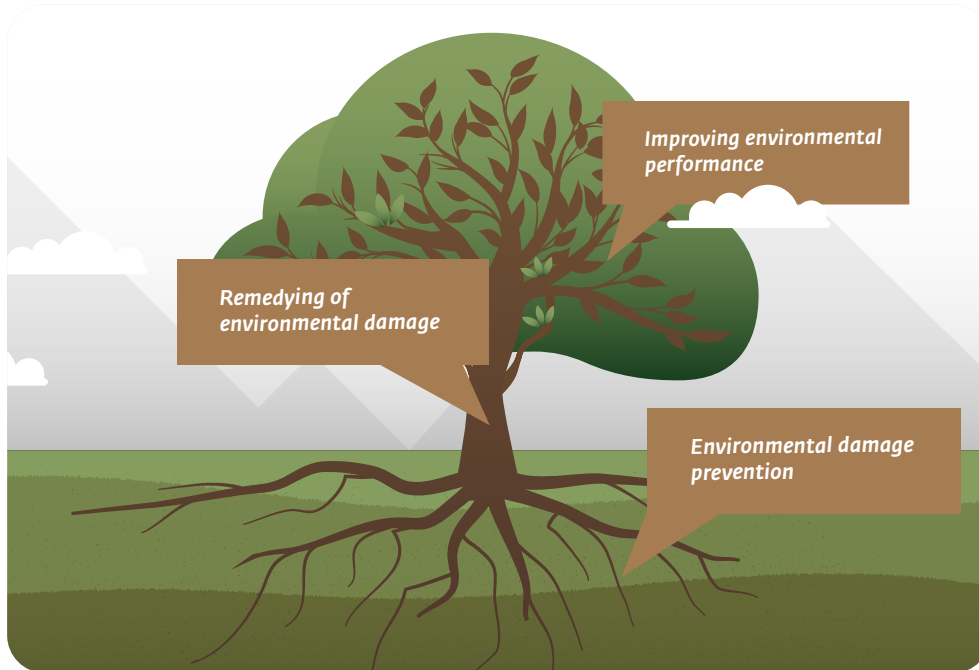 Improving environmental
performance
Remedying of
environmental damage
Environmental damage
prevention